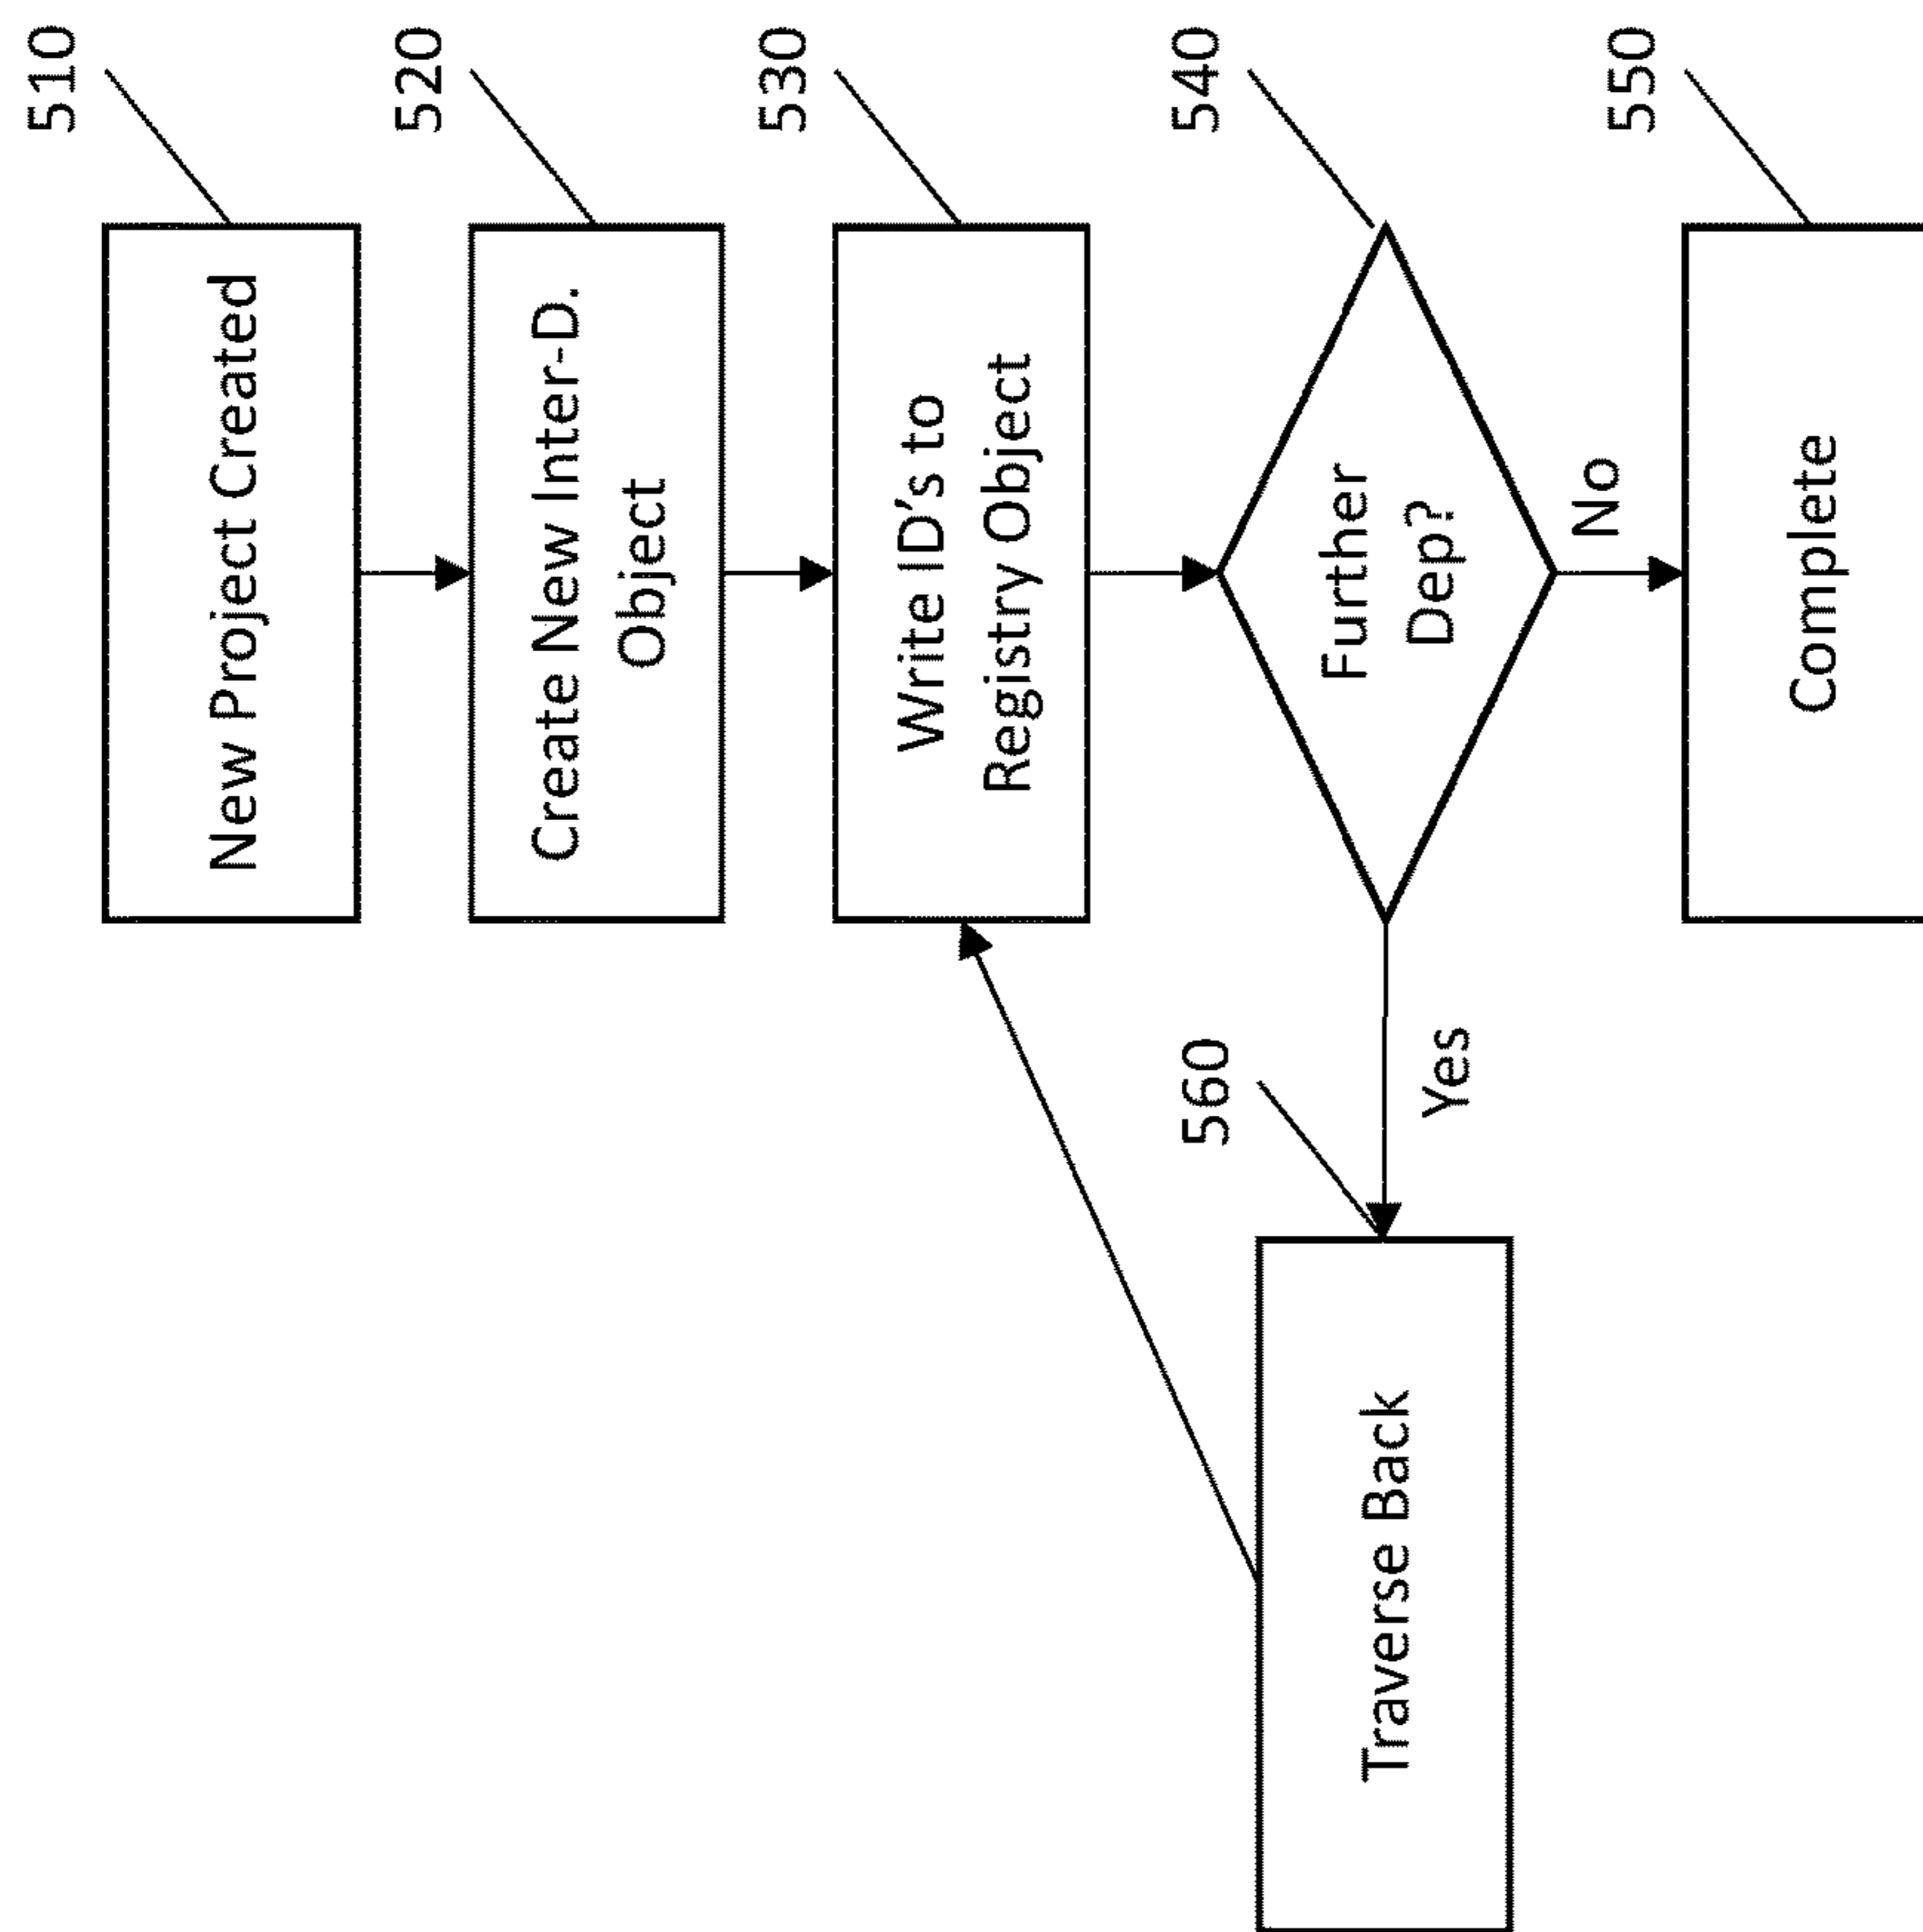 510
New Project Created
520
Create New Inter-D.
Object
530
Write ID's to
Registry Object
540
Further
Dep?
No
550
Complete
Yes
560
Traverse Back